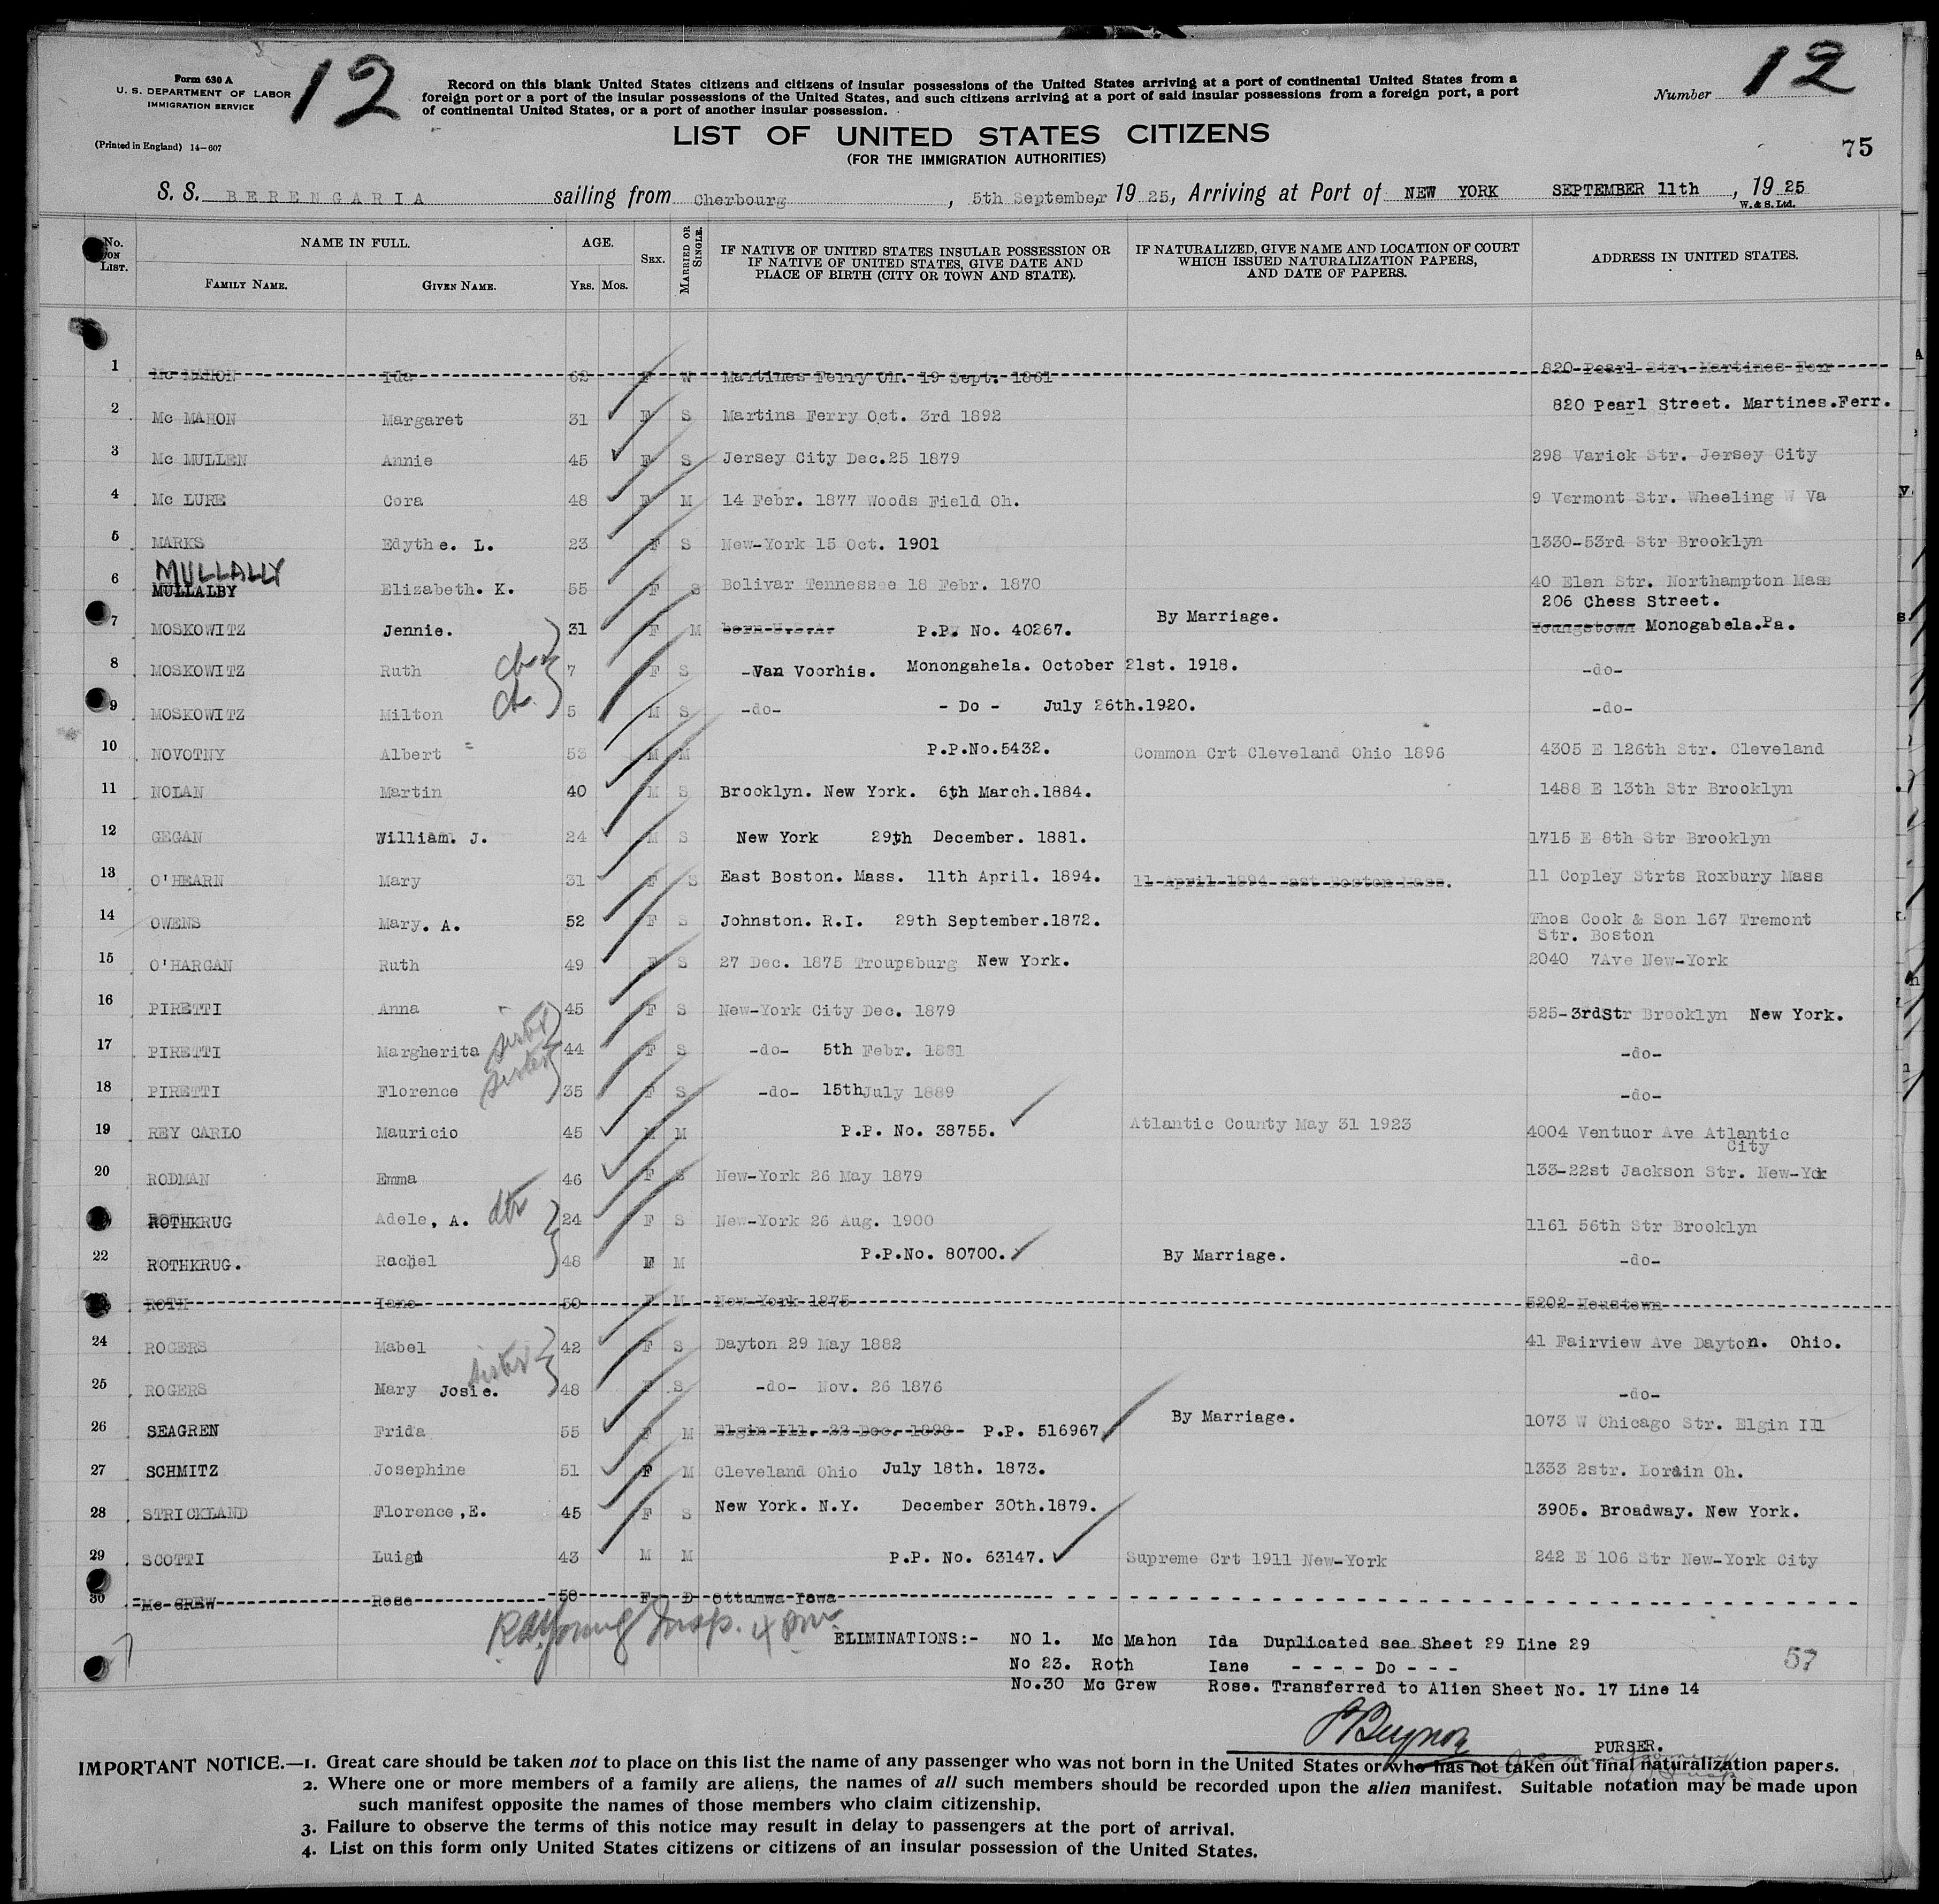 Form 630 A
U. S. DEPARTMENT OF LABOR
IMMIGRATION SERVICE
(Printed in England) 14-607
12
Record on this blank United States citizens and citizens of insular possessions of the United States arriving at a port of continental United States from a
foreign port or a port of the insular possessions of the United States, and such citizens arriving at a port of said insular possessions from a foreign port, a port
of continental United States, or a port of another insular possession.
Number 12
LIST OF UNITED STATES CITIZENS
(FOR THE IMMIGRATION AUTHORITIES)
75
S. S. BERENGARIA sailing from Cherbourg, 5th September, 1925, Arriving at Port of NEW YORK SEPTEMBER 11th, 1925
W. & S. Ltd.
No. ON LIST. NAME IN FULL. FAMILY NAME. GIVEN NAME. AGE. YRS. MOS. SEX. MARRIED OR SINGLE. IF NATIVE OF UNITED STATES INSULAR POSSESSION OR IF NATIVE OF UNITED STATES, GIVE DATE AND PLACE OF BIRTH (CITY OR TOWN AND STATE). IF NATURALIZED, GIVE NAME AND LOCATION OF COURT WHICH ISSUED NATURALIZATION PAPERS, AND DATE OF PAPERS. ADDRESS IN UNITED STATES.
1 Mc MAHON Ida 62 F W Martines Ferry Oh. 19 Sept. 1861 820 Pearl Str. Martines Ferr
2 Mc MAHON Margaret 31 F S Martins Ferry Oct. 3rd 1892 820 Pearl Street. Martines.Ferr.
3 Mc MULLEN Annie 45 F S Jersey City Dec.25 1879 298 Varick Str. Jersey City
4 Mc LURE Cora 48 F M 14 Febr. 1877 Woods Field Oh. 9 Vermont Str. Wheeling W Va
5 MARKS Edythe. L. 23 F S New-York 15 Oct. 1901 1330-53rd Str Brooklyn
MULLALLY
6 MULLALBY Elizabeth. K. 55 F S Bolivar Tennessee 18 Febr. 1870 40 Elen Str. Northampton Mass
206 Chess Street.
7 MOSKOWITZ Jennie. 31 F M born U.S.A. P.P. No. 40267. By Marriage. Youngstown Monogabela.Pa.
8 MOSKOWITZ Ruth ch 7 F S Van Voorhis. Monongahela. October 21st. 1918. -do-
9 MOSKOWITZ Milton ch. 5 M S -do- - Do - July 26th.1920. -do-
10 NOVOTNY Albert 53 M M P.P.No.5432. Common Crt Cleveland Ohio 1896 4305 E 126th Str. Cleveland
11 NOLAN Martin 40 M S Brooklyn. New York. 6th March.1884. 1488 E 13th Str Brooklyn
12 GEGAN William. J. 24 M S New York 29th December. 1881. 1715 E 8th Str Brooklyn
13 O'HEARN Mary 31 F S East Boston. Mass. 11th April. 1894. 11 April 1894 ast Boston Mass. 11 Copley Strts Roxbury Mass
14 OWENS Mary. A. 52 F S Johnston. R.I. 29th September.1872. Thos Cook & Son 167 Tremont
Str. Boston
15 O'HARGAN Ruth 49 F S 27 Dec. 1875 Troupsburg New York. 2040 7Ave New-York
16 PIRETTI Anna 45 F S New-York City Dec. 1879 525-3rdStr Brooklyn New York.
17 PIRETTI Margherita sister 44 F S -do- 5th Febr. 1881 -do-
18 PIRETTI Florence sister 35 F S -do- 15thJuly 1889 -do-
19 REY CARLO Mauricio 45 M M P.P. No. 38755. Atlantic County May 31 1923 4004 Ventuor Ave Atlantic
City
20 RODMAN Emma 46 F S New-York 26 May 1879 133-22st Jackson Str. New-York
ROTHKRUG Adele, A. dtr 24 F S New-York 26 Aug. 1900 1161 56th Str Brooklyn
22 ROTHKRUG. Rachel 48 F M P.P.No. 80700. By Marriage. -do-
ROTH Iane 50 F M New-York 1875 5202 Houstown
24 ROGERS Mabel 42 F S Dayton 29 May 1882 41 Fairview Ave Dayton. Ohio.
25 ROGERS Mary Josie. sister 48 F S -do- Nov. 26 1876 -do-
26 SEAGREN Frida 55 F M Elgin Ill. 22 Dec. P.P. 516967 By Marriage. 1073 W Chicago Str. Elgin Ill
27 SCHMITZ Josephine 51 F M Cleveland Ohio July 18th. 1873. 1333 2str. Lorain Oh.
28 STRICKLAND Florence,E. 45 F S New York. N.Y. December 30th.1879. 3905. Broadway. New York.
29 SCOTTI Luigi 43 M M P.P. No. 63147. Supreme Crt 1911 New-York 242 E 106 Str New-York City
30 Mc GREW Rose 50 F D Ottumwa Iowa
Insp.
ELIMINATIONS:- NO 1. Mc Mahon Ida Duplicated see Sheet 29 Line 29
No 23. Roth Iane - - - - Do - - -
No.30 Mc Grew Rose. Transferred to Alien Sheet No. 17 Line 14
57
PURSER.
IMPORTANT NOTICE.—1. Great care should be taken not to place on this list the name of any passenger who was not born in the United States or who has not taken out final naturalization papers.
2. Where one or more members of a family are aliens, the names of all such members should be recorded upon the alien manifest. Suitable notation may be made upon
such manifest opposite the names of those members who claim citizenship.
3. Failure to observe the terms of this notice may result in delay to passengers at the port of arrival.
4. List on this form only United States citizens or citizens of an insular possession of the United States.